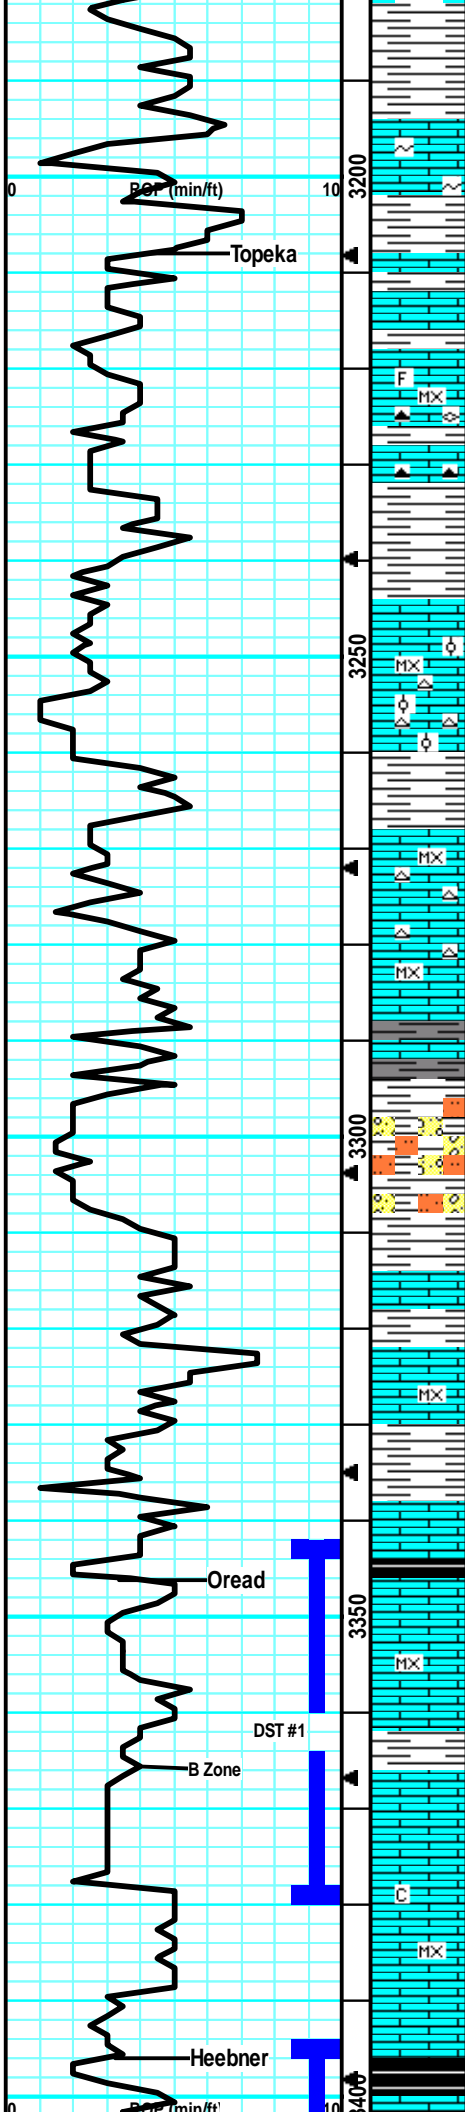 3200
0 ROP (min/ft) 10
Topeka
F
MX
3250
MX
MX
MX
3300
MX
Oread
3350
MX
DST #1
B Zone
C
MX
Heebner
3400
0 ROP (min/ft) 10